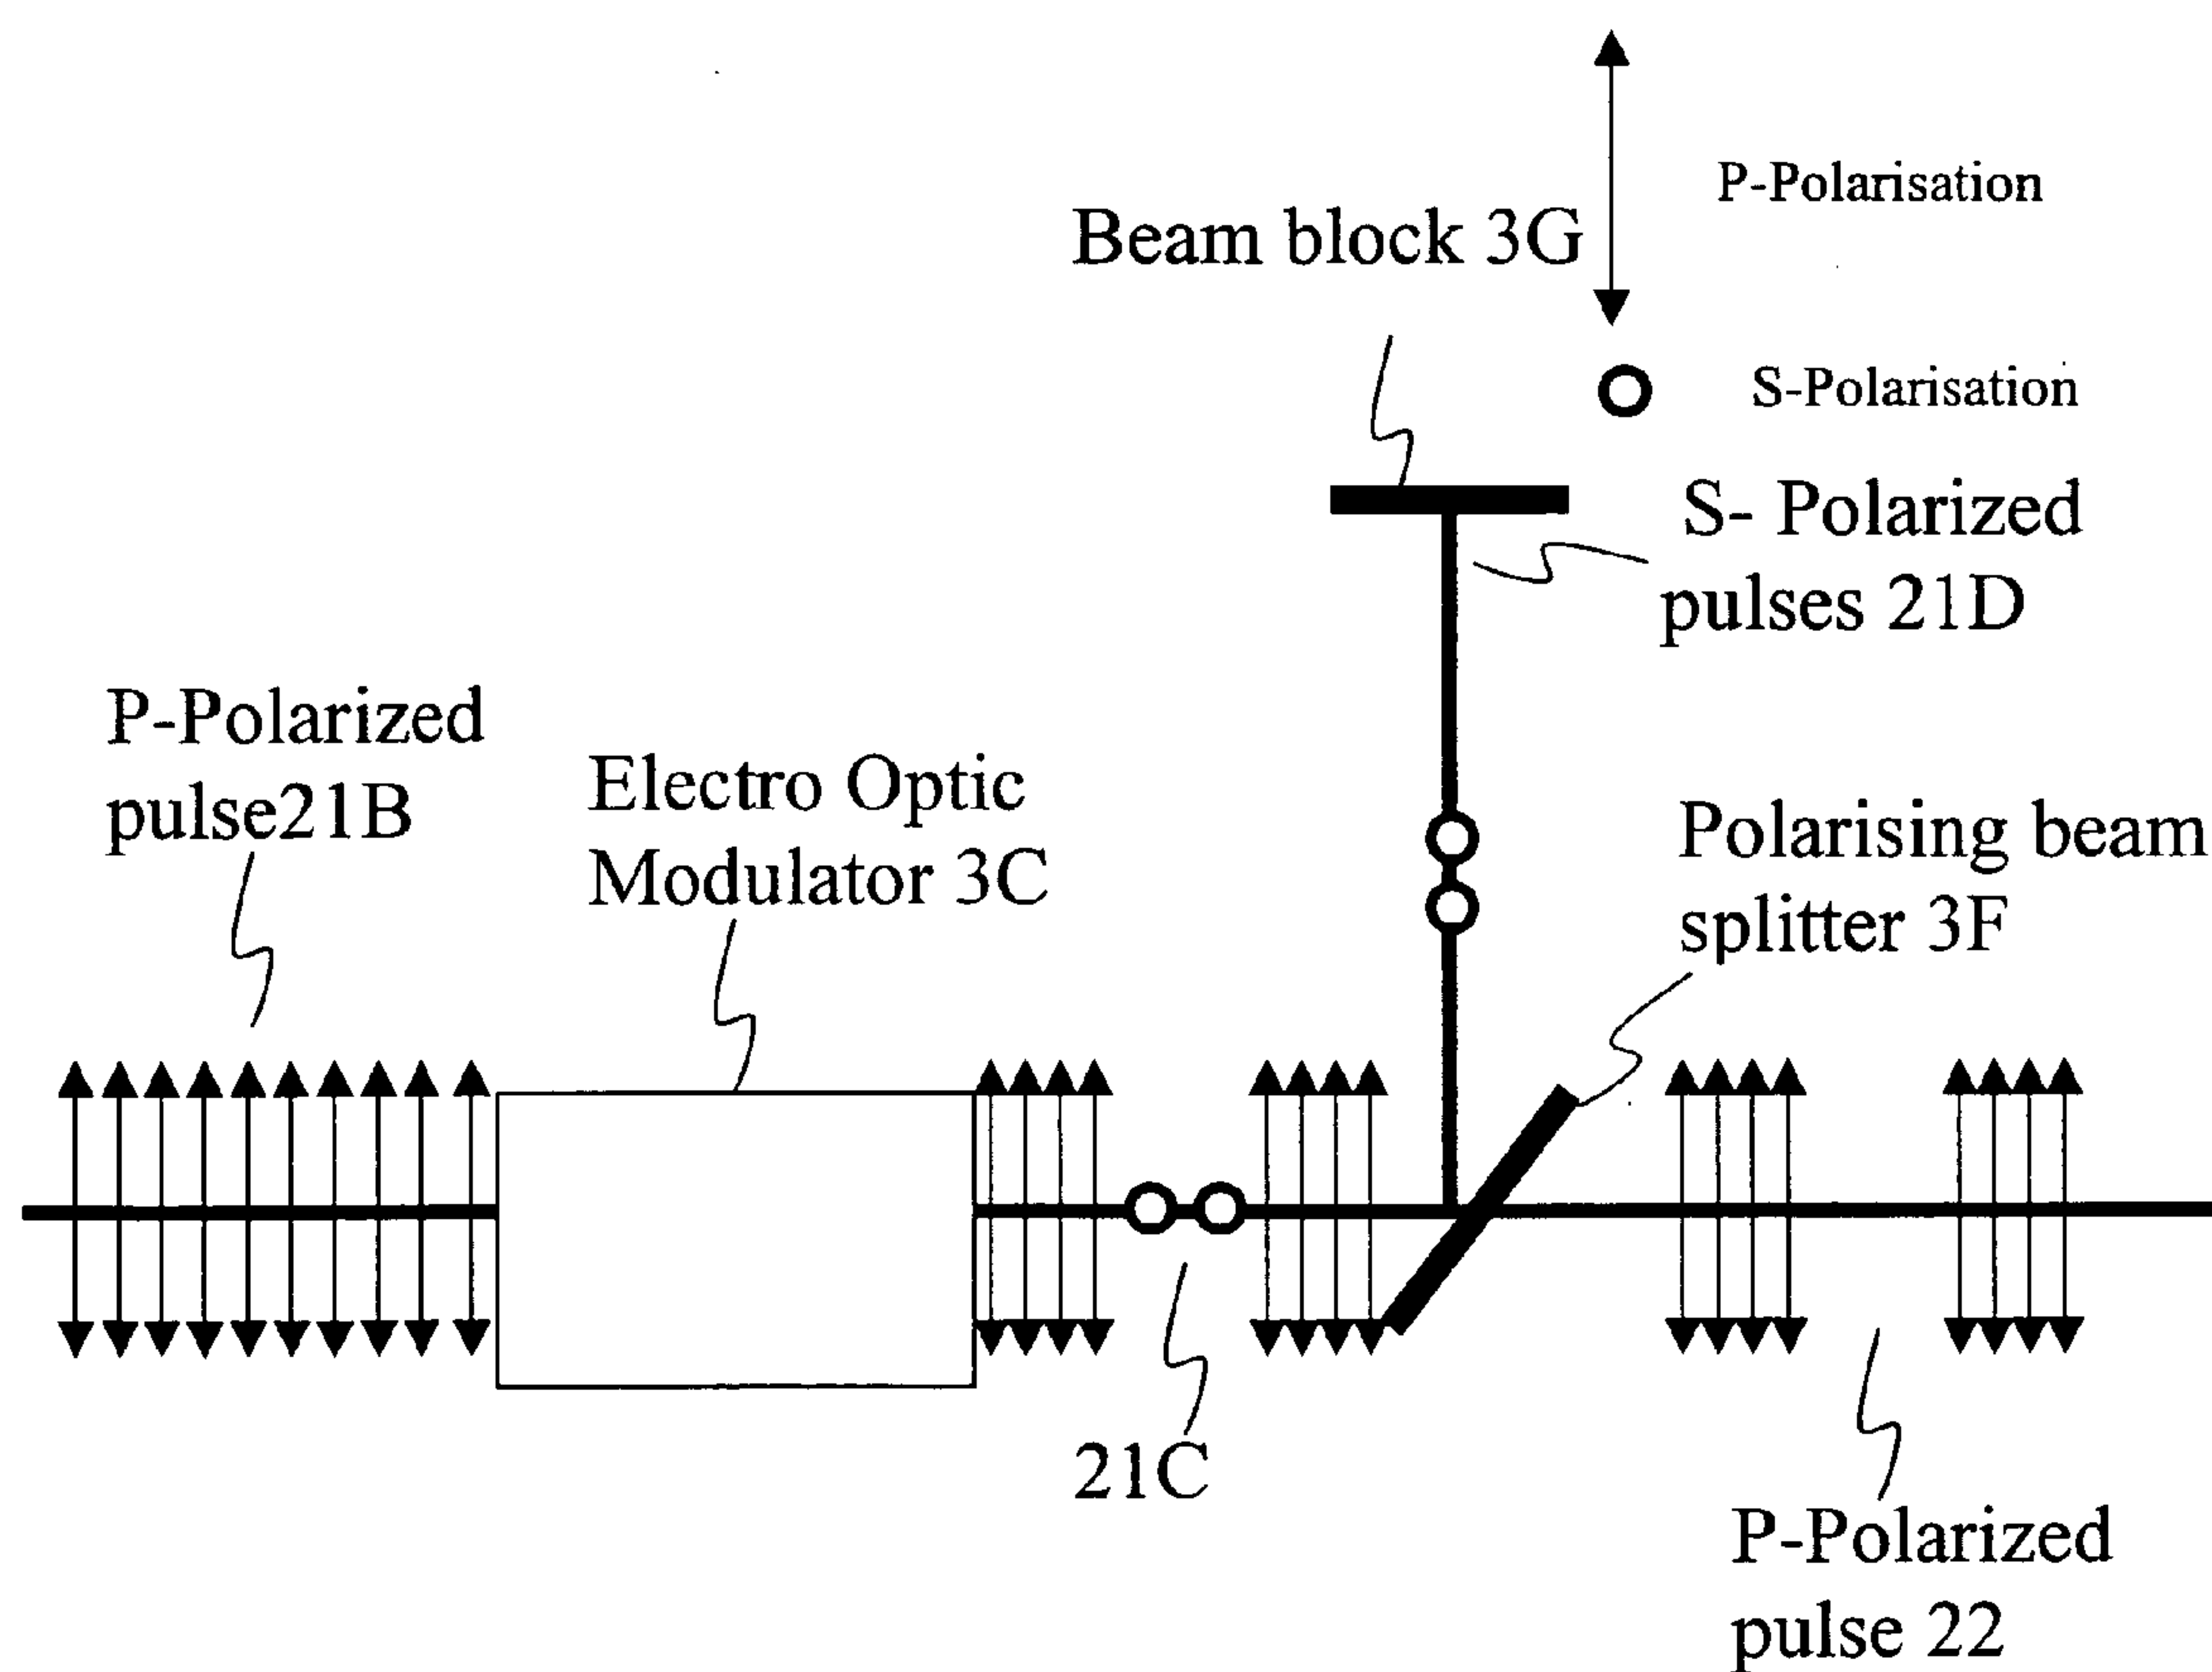 P-Polarisation
Beam block 3G
S-Polarisation
S- Polarized
pulses 21D
P-Polarized
pulse21B
Electro Optic
Modulator 3C
Polarising beam
splitter 3F
21C
P-Polarized
pulse 22